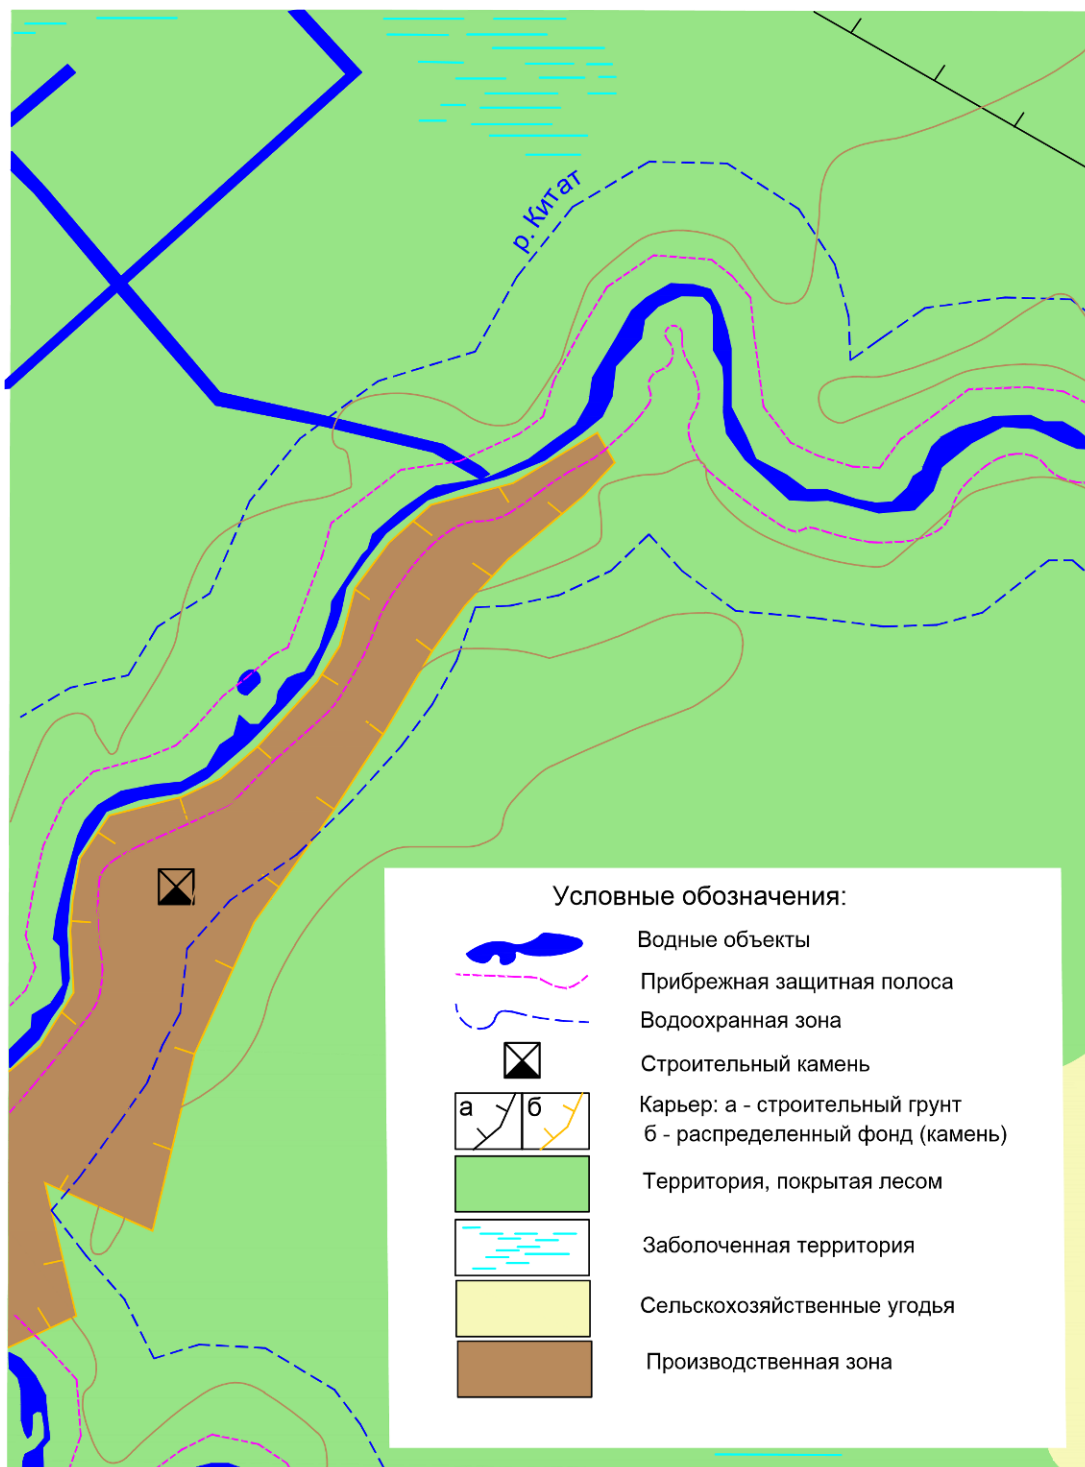 р. Китат
Условные обозначения:
Водные объекты
Прибрежная защитная полоса
Водоохранная зона
Строительный камень
а б Карьер: а - строительный грунт
б - распределенный фонд (камень)
Территория, покрытая лесом
Заболоченная территория
Сельскохозяйственные угодья
Производственная зона